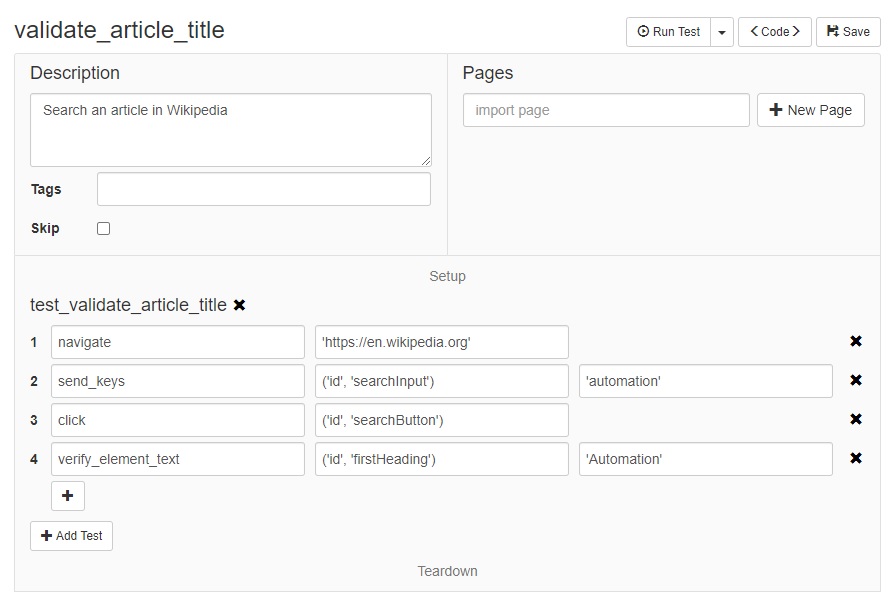 validate_article_title
Run Test
Code
Save
Description
Pages
Search an article in Wikipedia
import page
New Page
Tags
Skip
Setup
test_validate_article_title
1 navigate 'https://en.wikipedia.org'
2 send_keys ('id', 'searchInput') 'automation'
3 click ('id', 'searchButton')
4 verify_element_text ('id', 'firstHeading') 'Automation'
Add Test
Teardown